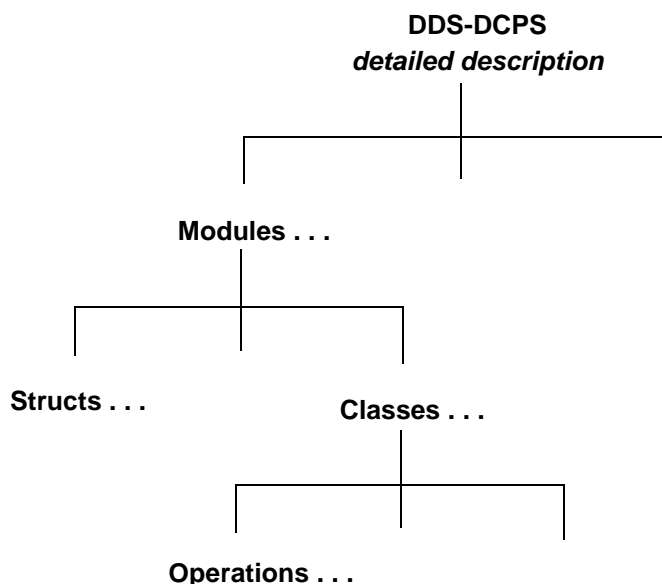 DDS-DCPS
detailed description
Modules . . .
Structs . . .
Classes . . .
Operations . . .